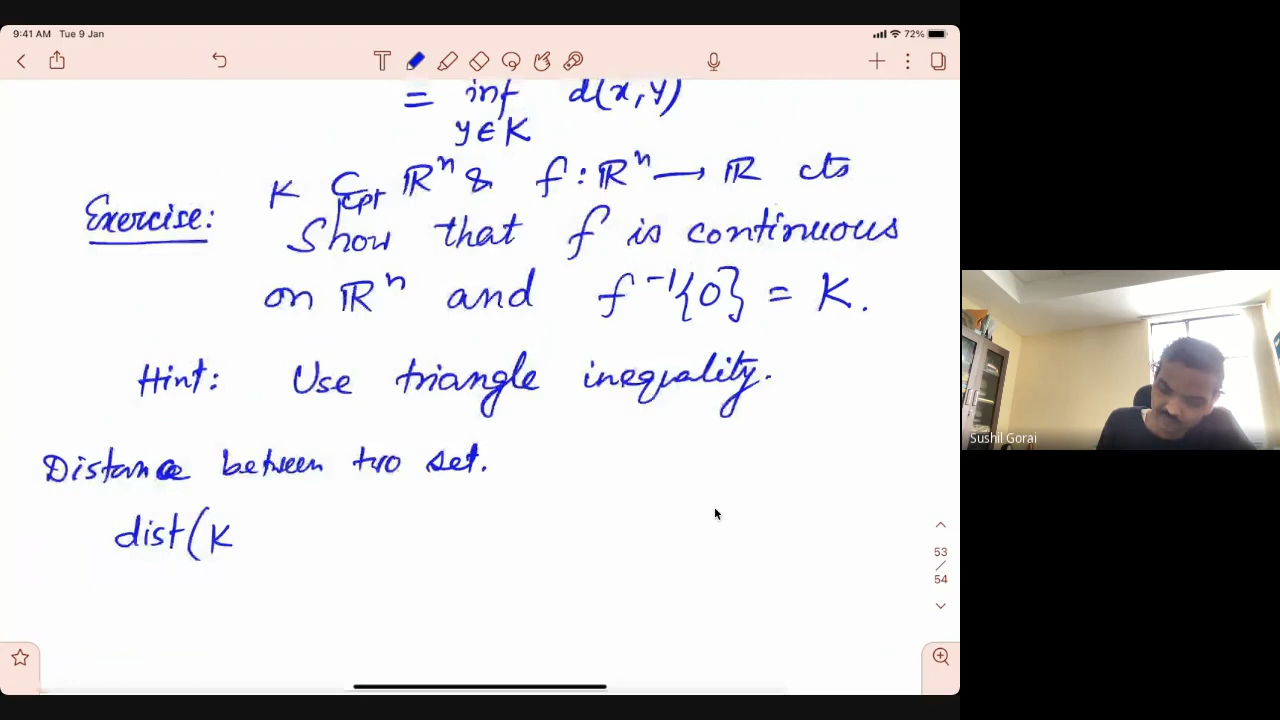 9:41 AM Tue 9 Jan
72%
= inf d(x,y)
y∈K
Exercise: K ⊂cpt ℝⁿ & f : ℝⁿ → ℝ cts
Show that f is continuous
on ℝⁿ and f⁻¹{0} = K.
Hint: Use triangle inequality.
Distance between two set.
dist(K
53
/
54
Sushil Gorai
T